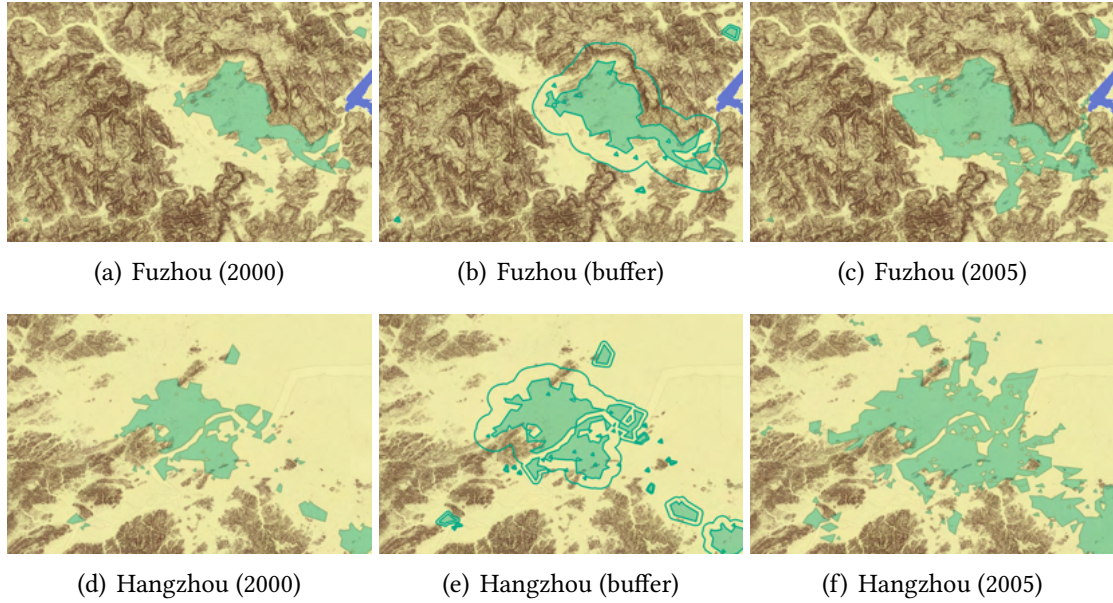 (a) Fuzhou (2000)
(b) Fuzhou (buffer)
(c) Fuzhou (2005)
(d) Hangzhou (2000)
(e) Hangzhou (buffer)
(f) Hangzhou (2005)